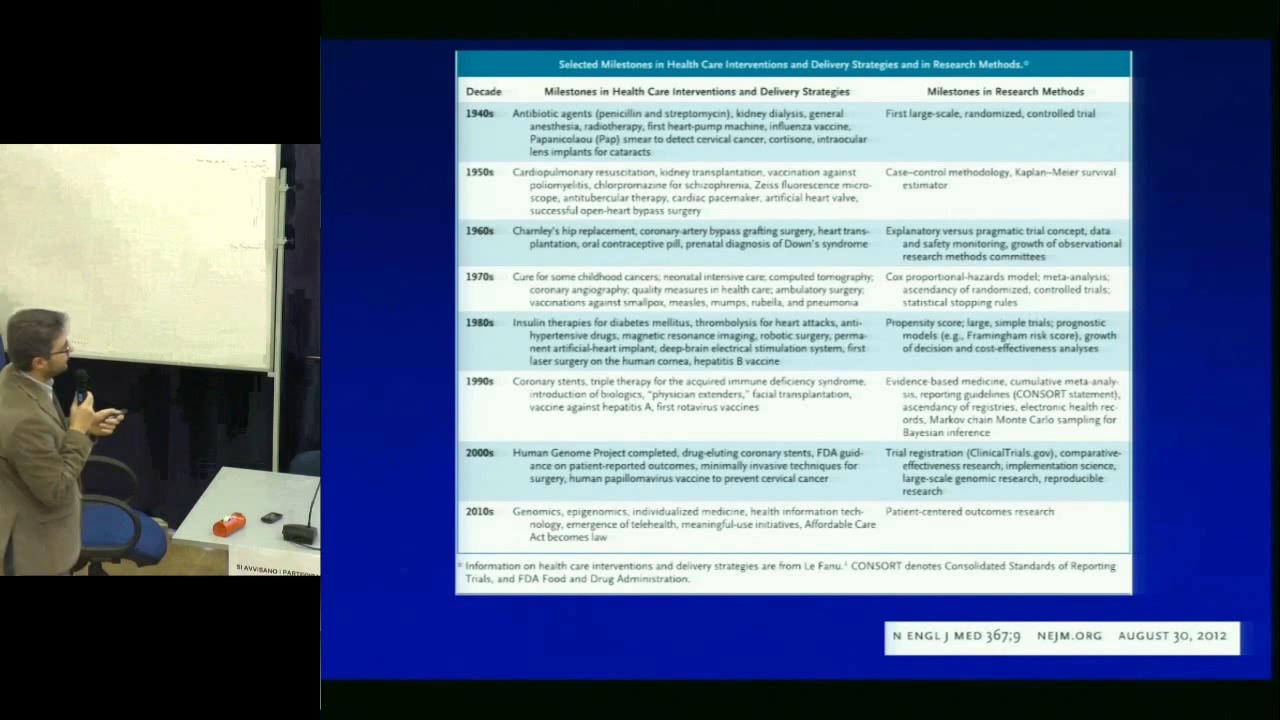 Selected Milestones in Health Care Interventions and Delivery Strategies and in Research Methods.*
Decade Milestones in Health Care Interventions and Delivery Strategies Milestones in Research Methods
1940s Antibiotic agents (penicillin and streptomycin), kidney dialysis, general First large-scale, randomized, controlled trial
anesthesia, radiotherapy, first heart-pump machine, influenza vaccine,
Papanicolaou (Pap) smear to detect cervical cancer, cortisone, intraocular
lens implants for cataracts
1950s Cardiopulmonary resuscitation, kidney transplantation, vaccination against Case–control methodology, Kaplan–Meier survival
poliomyelitis, chlorpromazine for schizophrenia, Zeiss fluorescence micro- estimator
scope, antitubercular therapy, cardiac pacemaker, artificial heart valve,
successful open-heart bypass surgery
1960s Charnley's hip replacement, coronary-artery bypass grafting surgery, heart trans- Explanatory versus pragmatic trial concept, data
plantation, oral contraceptive pill, prenatal diagnosis of Down's syndrome and safety monitoring, growth of observational
research methods committees
1970s Cure for some childhood cancers; neonatal intensive care; computed tomography; Cox proportional-hazards model; meta-analysis;
coronary angiography; quality measures in health care; ambulatory surgery; ascendancy of randomized, controlled trials;
vaccinations against smallpox, measles, mumps, rubella, and pneumonia statistical stopping rules
1980s Insulin therapies for diabetes mellitus, thrombolysis for heart attacks, anti- Propensity score; large, simple trials; prognostic
hypertensive drugs, magnetic resonance imaging, robotic surgery, perma- models (e.g., Framingham risk score), growth
nent artificial-heart implant, deep-brain electrical stimulation system, first of decision and cost-effectiveness analyses
laser surgery on the human cornea, hepatitis B vaccine
1990s Coronary stents, triple therapy for the acquired immune deficiency syndrome, Evidence-based medicine, cumulative meta-analy-
introduction of biologics, "physician extenders," facial transplantation, sis, reporting guidelines (CONSORT statement),
vaccine against hepatitis A, first rotavirus vaccines ascendancy of registries, electronic health rec-
ords, Markov chain Monte Carlo sampling for
Bayesian inference
2000s Human Genome Project completed, drug-eluting coronary stents, FDA guid- Trial registration (ClinicalTrials.gov), comparative-
ance on patient-reported outcomes, minimally invasive techniques for effectiveness research, implementation science,
surgery, human papillomavirus vaccine to prevent cervical cancer large-scale genomic research, reproducible
research
2010s Genomics, epigenomics, individualized medicine, health information tech- Patient-centered outcomes research
nology, emergence of telehealth, meaningful-use initiatives, Affordable Care
Act becomes law
* Information on health care interventions and delivery strategies are from Le Fanu.¹ CONSORT denotes Consolidated Standards of Reporting
Trials, and FDA Food and Drug Administration.
N ENGL J MED 367;9 NEJM.ORG AUGUST 30, 2012
SI AVVISANO I